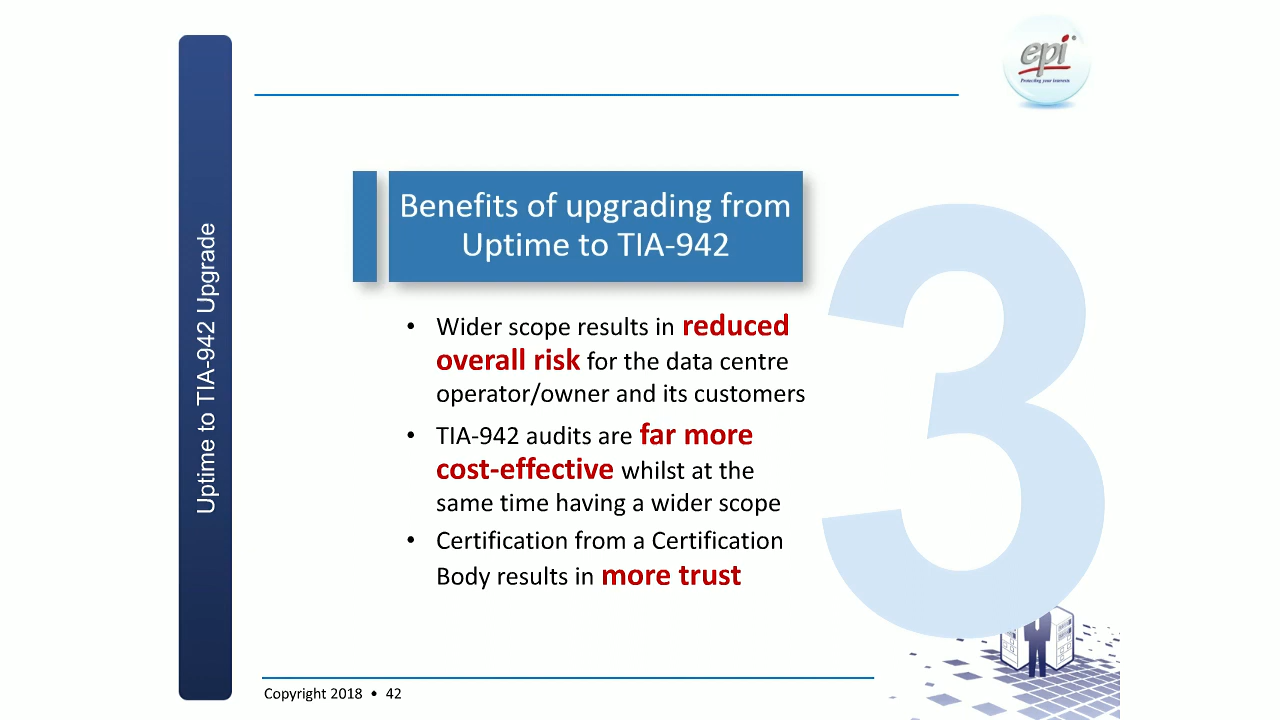 epi
®
Protecting your business
Uptime to TIA-942 Upgrade
Benefits of upgrading from
Uptime to TIA-942
3
• Wider scope results in reduced
overall risk for the data centre
operator/owner and its customers
• TIA-942 audits are far more
cost-effective whilst at the
same time having a wider scope
• Certification from a Certification
Body results in more trust
Copyright 2018 • 42